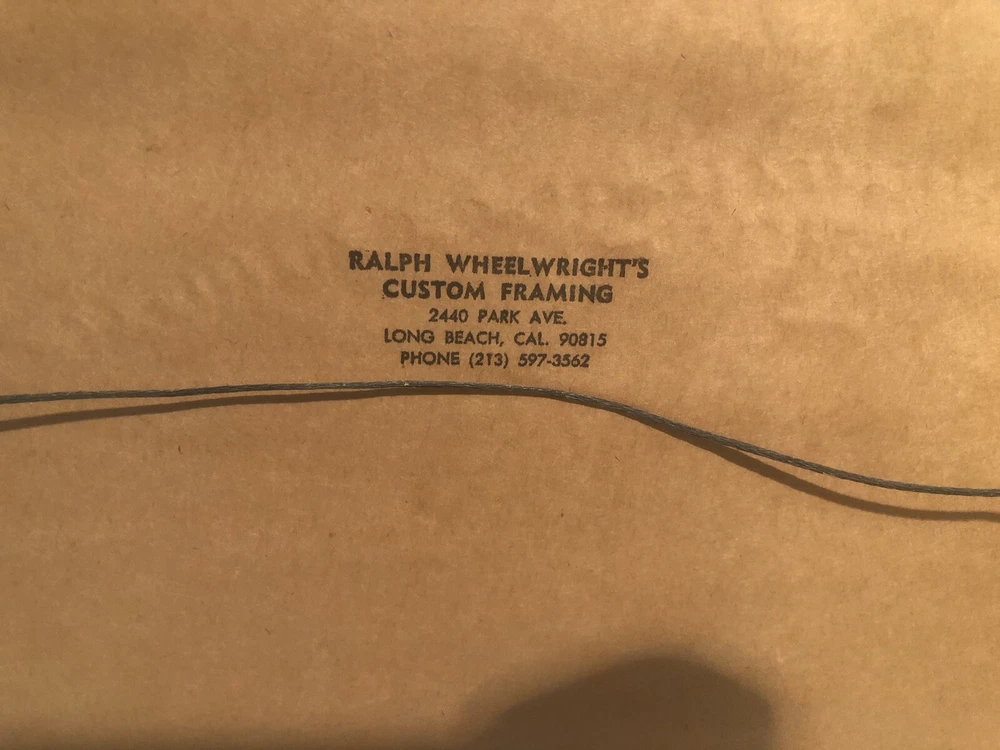 RALPH WHEELWRIGHT'S
CUSTOM FRAMING
2440 PARK AVE.
LONG BEACH, CAL. 90815
PHONE (213) 597-3562